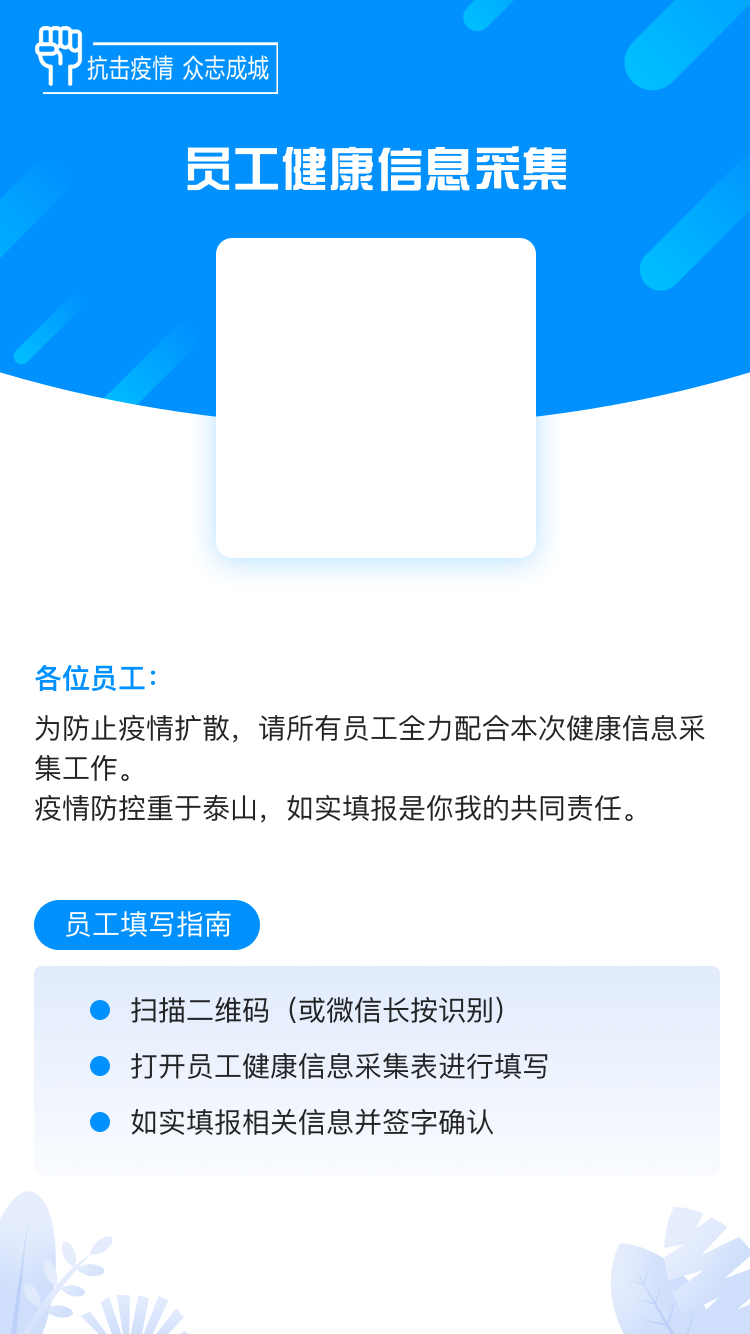 抗击疫情 众志成城
员工健康信息采集
各位员工：
为防止疫情扩散，请所有员工全力配合本次健康信息采
集工作。
疫情防控重于泰山，如实填报是你我的共同责任。
员工填写指南
扫描二维码（或微信长按识别）
打开员工健康信息采集表进行填写
如实填报相关信息并签字确认